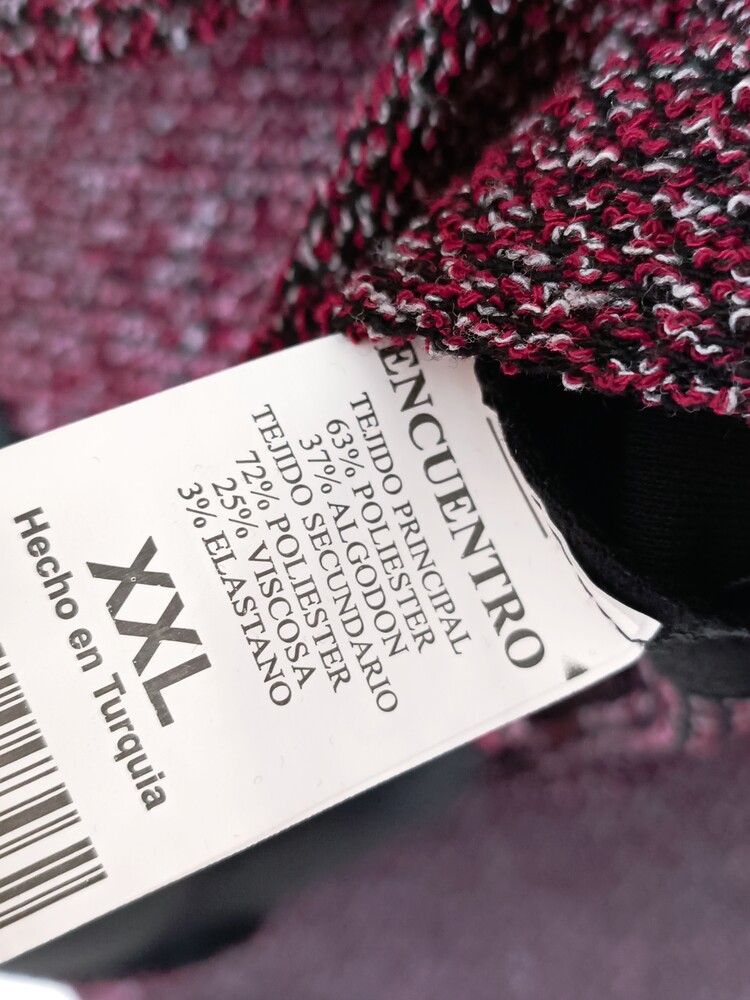 ENCUENTRO
TEJIDO PRINCIPAL
63% POLIESTER
37% ALGODON
TEJIDO SECUNDARIO
72% POLIESTER
25% VISCOSA
3% ELASTANO
XXL
Hecho en Turquia